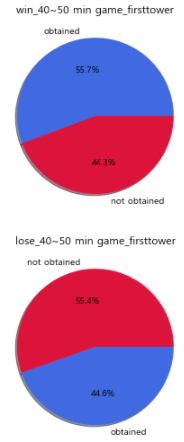 win_40~50 min game_firsttower
obtained
55.7%
44.3%
not obtained
lose_40~50 min game_firsttower
not obtained
55.4%
44.6%
obtained